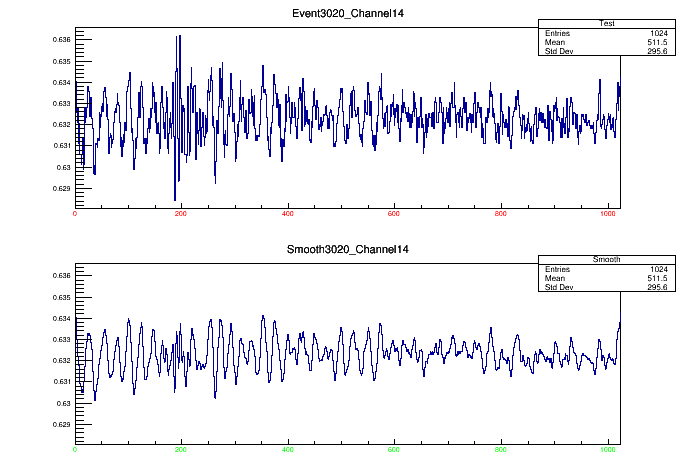 Event3020_Channel14
Test
Entries 1024
Mean 511.5
Std Dev 295.6
0.636
0.635
0.634
0.633
0.632
0.631
0.63
0.629
0 200 400 600 800 1000
Smooth3020_Channel14
Smooth
Entries 1024
Mean 511.5
Std Dev 295.6
0.636
0.635
0.634
0.633
0.632
0.631
0.63
0.629
0 200 400 600 800 1000